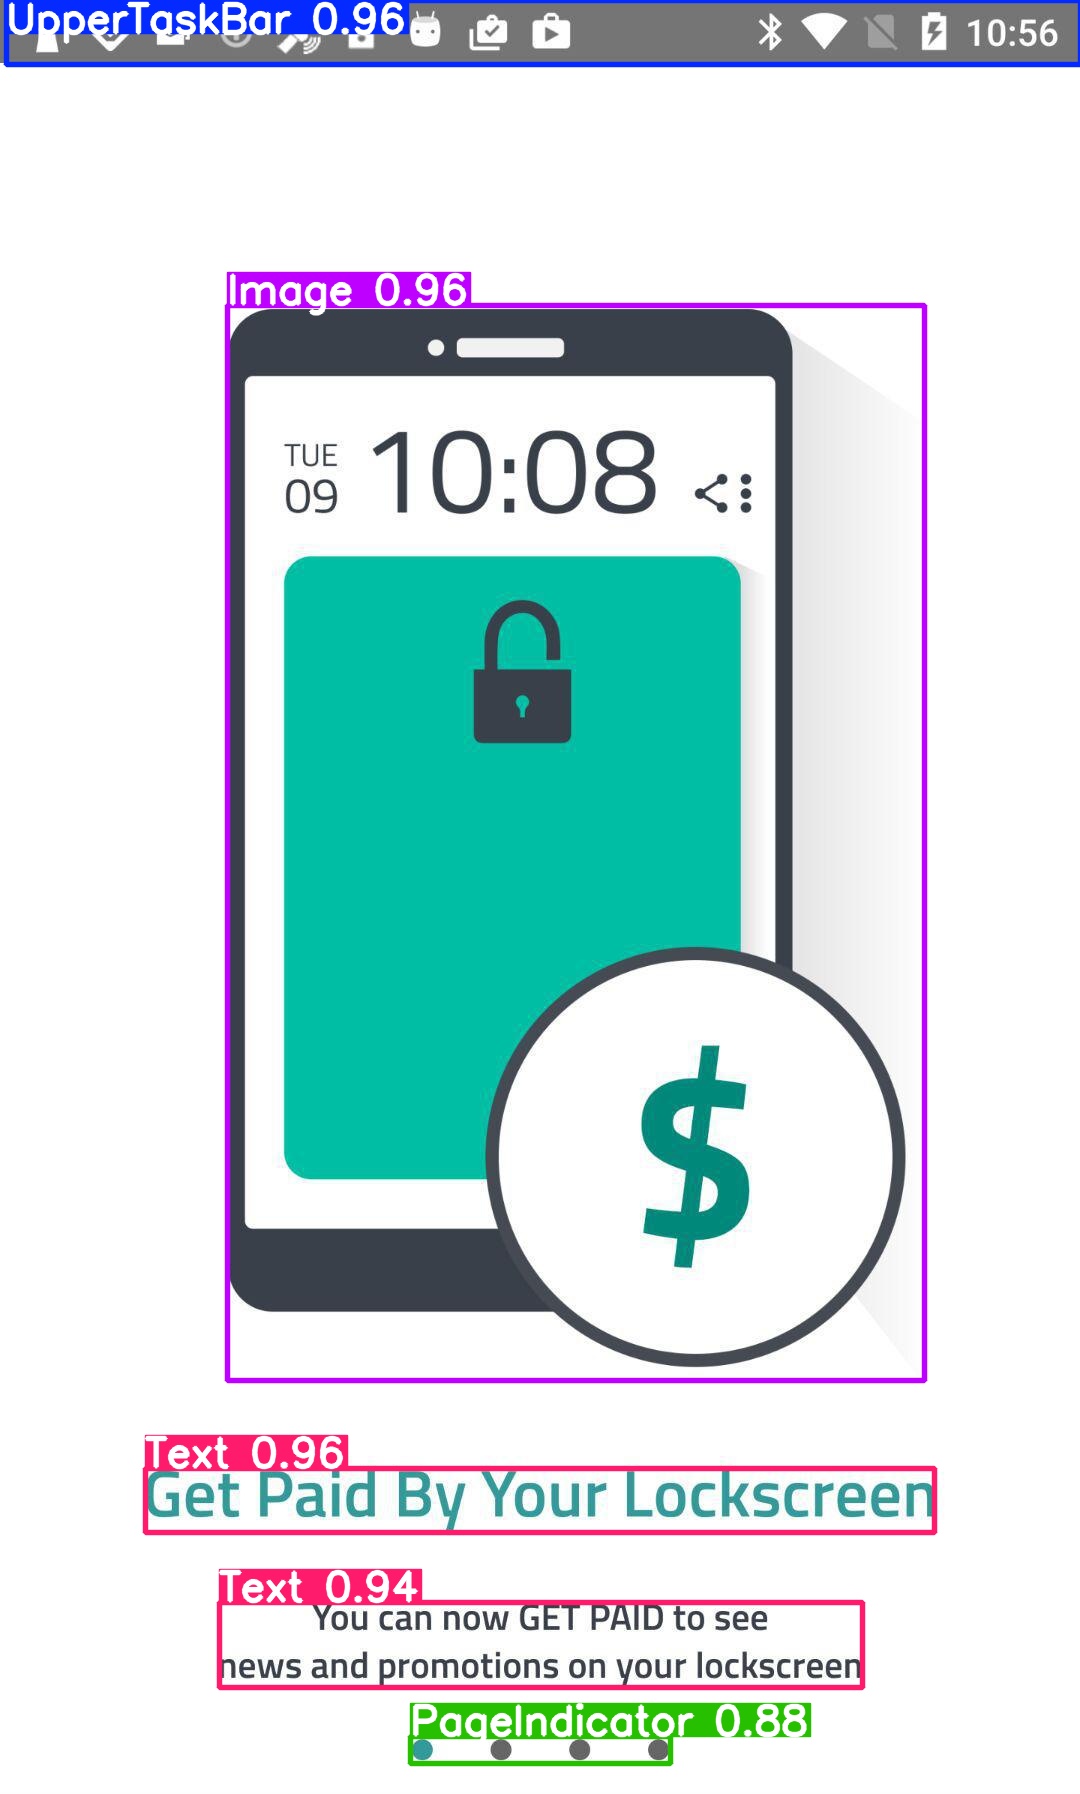 UpperTaskBar 0.96
10:56
Image 0.96
TUE
09
10:08
$
Text 0.96
Get Paid By Your Lockscreen
Text 0.94
You can now GET PAID to see
news and promotions on your lockscreen
PageIndicator 0.88